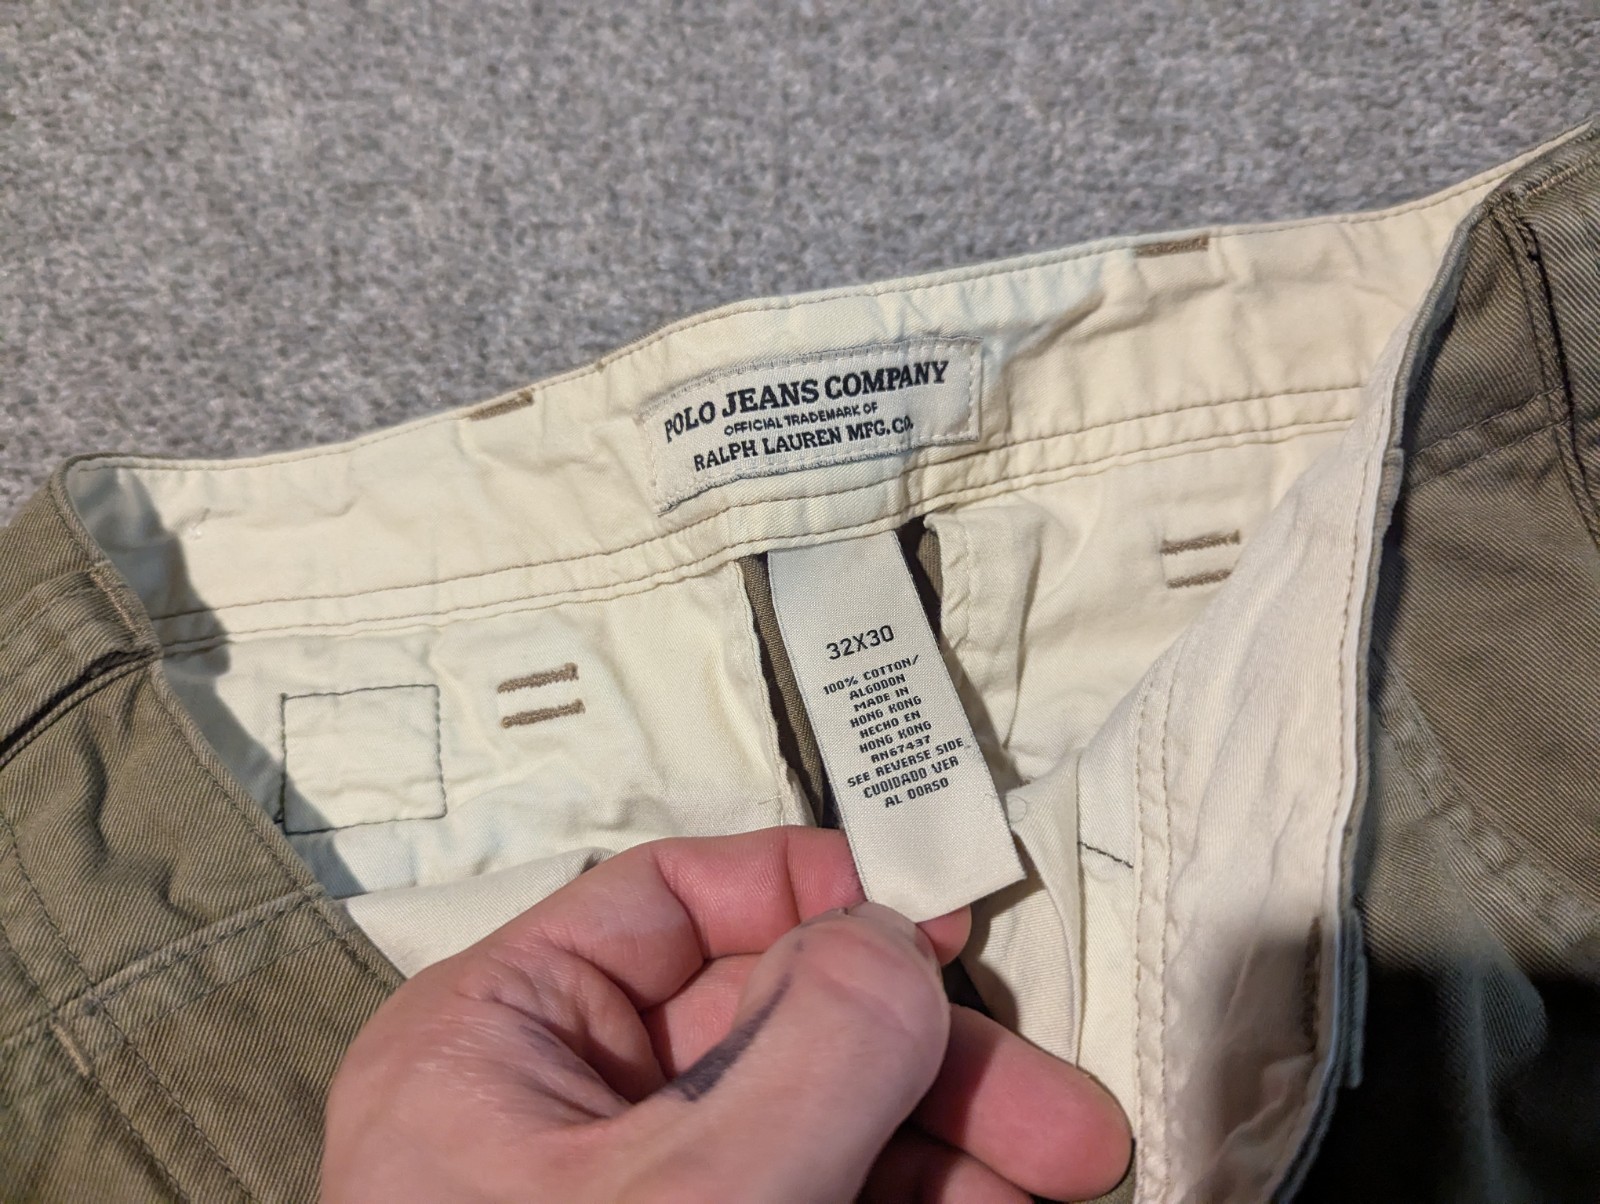 POLO JEANS COMPANY
OFFICIAL TRADEMARK OF
RALPH LAUREN MFG. CO.
32X30
100% COTTON/
ALGODON
MADE IN
HONG KONG
HECHO EN
HONG KONG
RN67437
SEE REVERSE SIDE
CUOIDADO VER
AL DORSO